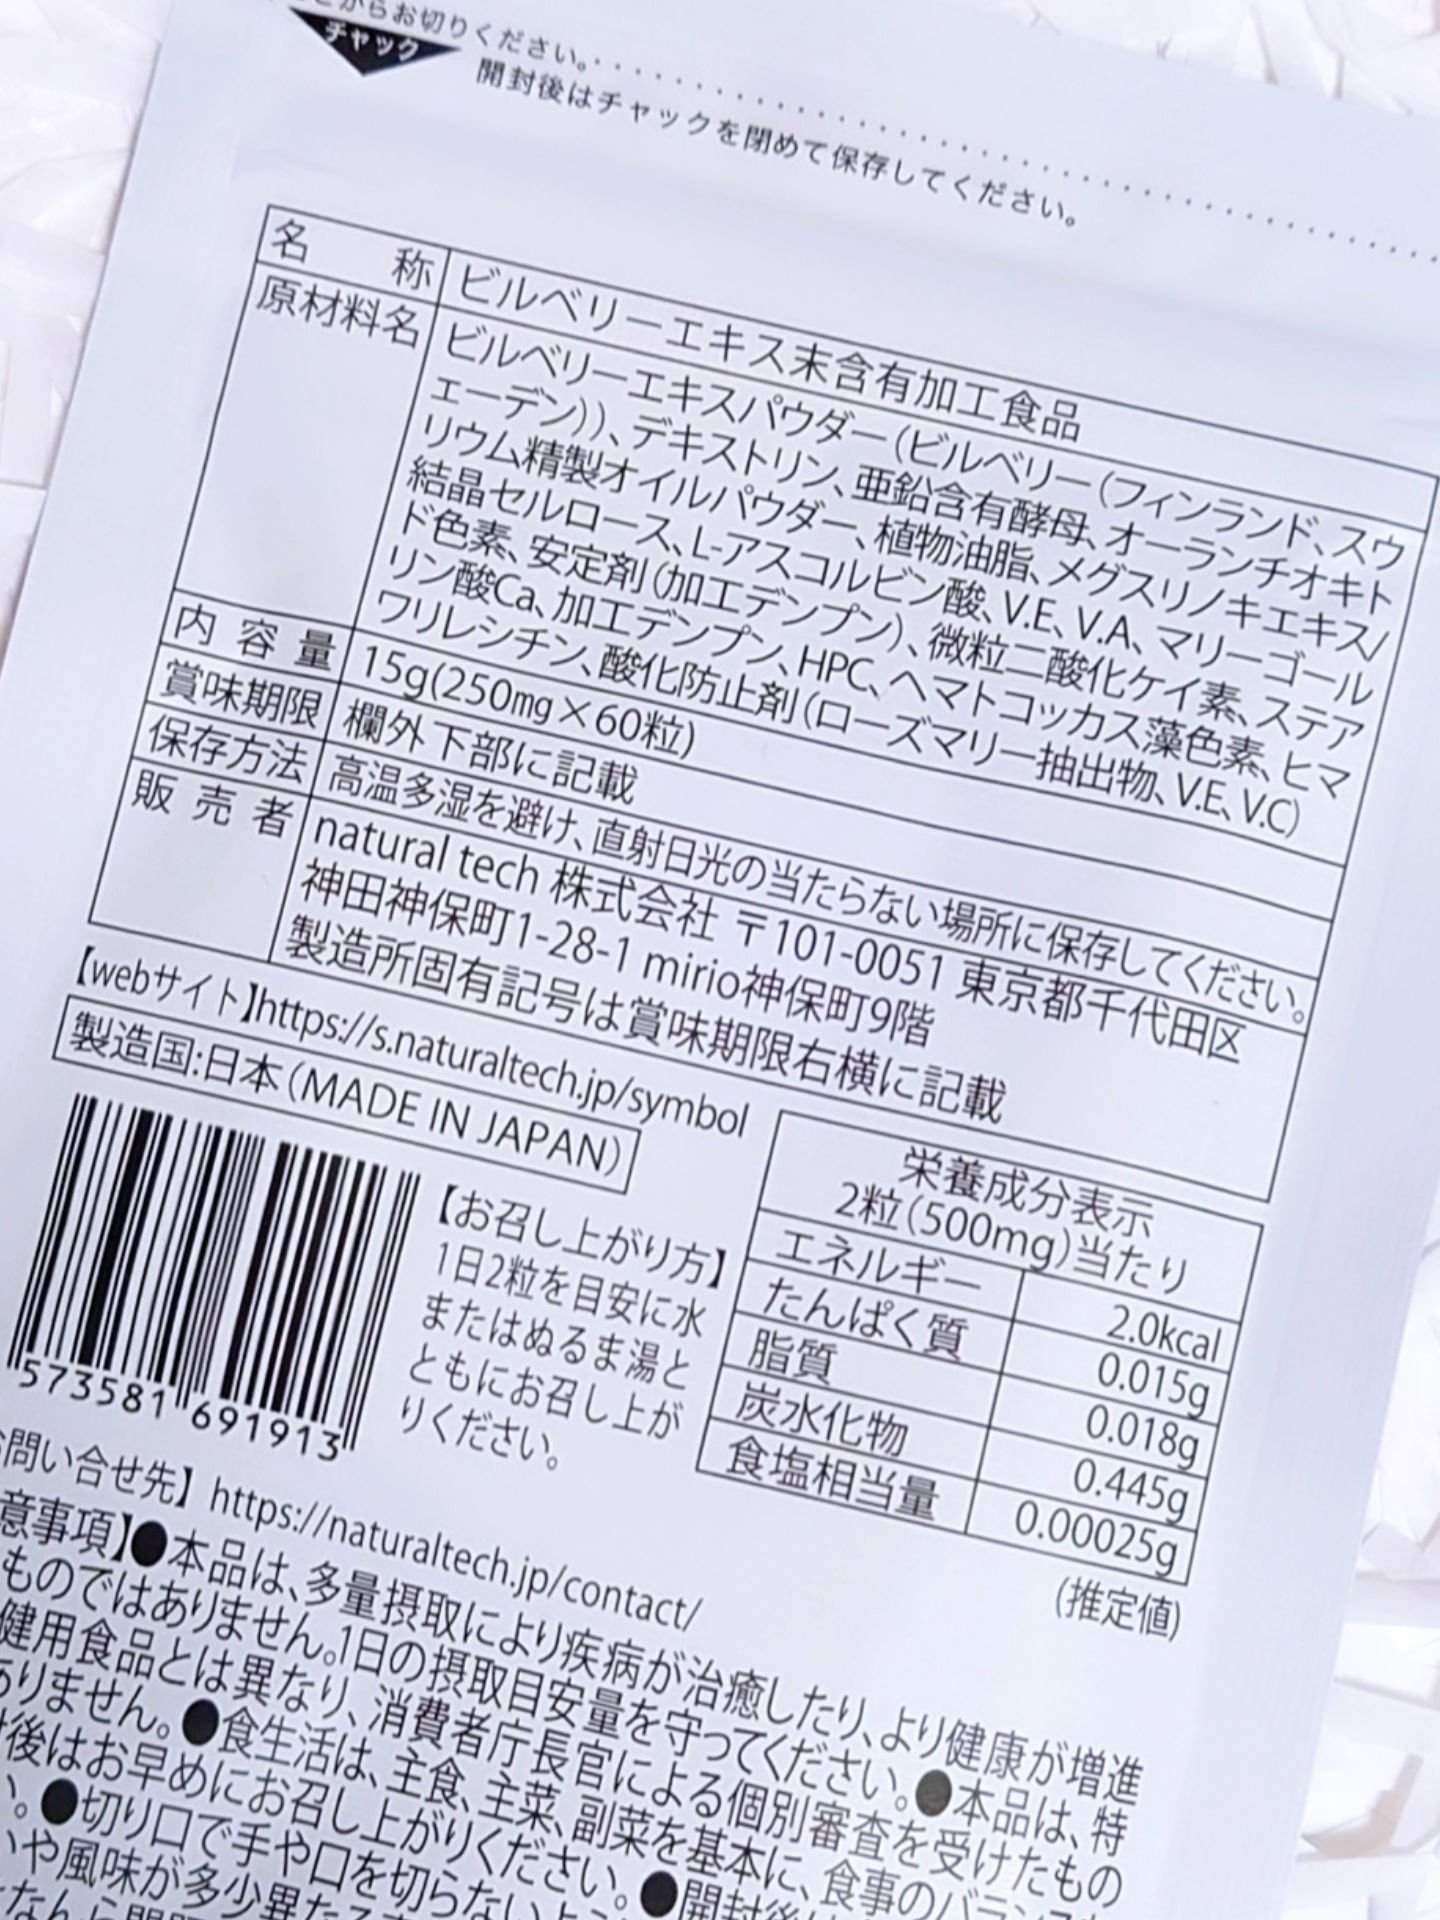 からお切りください。
チャック
開封後はチャックを閉めて保存してください。
名称 ビルベリーエキス末含有加工食品
原材料名 ビルベリーエキスパウダー(ビルベリー(フィンランド、スウ
ェーデン))、デキストリン、亜鉛含有酵母、オーランチオキト
リウム精製オイルパウダー、植物油脂、メグスリノキエキス/
結晶セルロース、L-アスコルビン酸、V.E、V.A、マリーゴール
ド色素、安定剤(加工デンプン)、微粒二酸化ケイ素、ステア
リン酸Ca、加工デンプン、HPC、ヘマトコッカス藻色素、ヒマ
ワリレシチン、酸化防止剤(ローズマリー抽出物、V.E、V.C)
内容量 15g(250mg×60粒)
賞味期限 欄外下部に記載
保存方法 高温多湿を避け、直射日光の当たらない場所に保存してください。
販売者 natural tech 株式会社 〒101-0051 東京都千代田区
神田神保町1-28-1 mirio神保町9階
製造所固有記号は賞味期限右横に記載
【webサイト】https://s.naturaltech.jp/symbol
製造国:日本(MADE IN JAPAN)
573581 691913
【お召し上がり方】
1日2粒を目安に水
またはぬるま湯と
ともにお召し上が
りください。
栄養成分表示
2粒(500mg)当たり
エネルギー 2.0kcal
たんぱく質 0.015g
脂質 0.018g
炭水化物 0.445g
食塩相当量 0.00025g
(推定値)
問い合せ先】https://naturaltech.jp/contact/
意事項】●本品は、多量摂取により疾病が治癒したり、より健康が増進
ものではありません。1日の摂取目安量を守ってください。●本品は、特
健用食品とは異なり、消費者庁長官による個別審査を受けたもの
ありません。●食生活は、主食、主菜、副菜を基本に、食事のバランス
後はお早めにお召し上がりください。●開封後は
。●切り口で手や口を切らない
や風味が多少異な